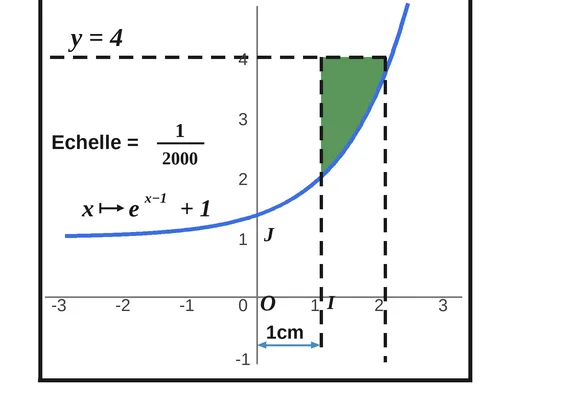 y = 4
4
3
Echelle = 1/2000
2
x ↦ e^{x−1} + 1
1
J
-3 -2 -1 0 O 1 I 2 3
1cm
-1